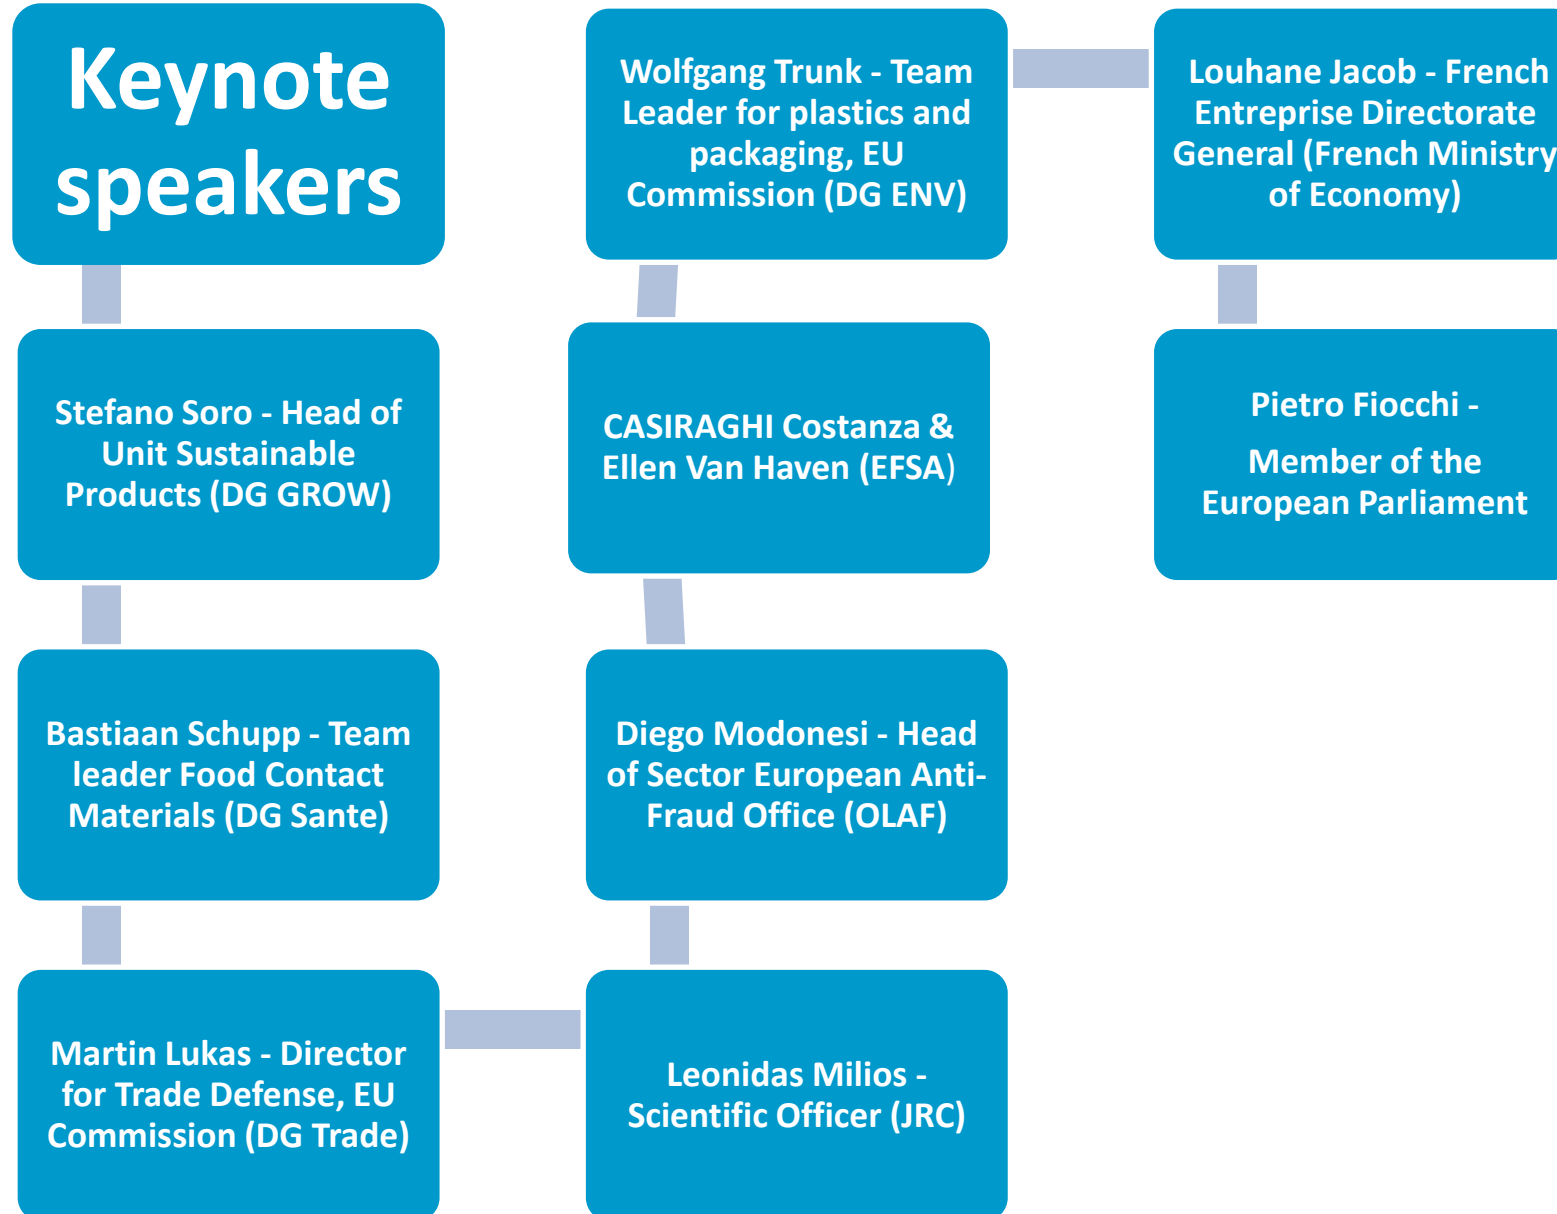 Keynote
speakers
Stefano Soro - Head of
Unit Sustainable
Products (DG GROW)
Bastiaan Schupp - Team
leader Food Contact
Materials (DG Sante)
Martin Lukas - Director
for Trade Defense, EU
Commission (DG Trade)
Leonidas Milios -
Scientific Officer (JRC)
Diego Modonesi - Head
of Sector European Anti-
Fraud Office (OLAF)
CASIRAGHI Costanza &
Ellen Van Haven (EFSA)
Wolfgang Trunk - Team
Leader for plastics and
packaging, EU
Commission (DG ENV)
Louhane Jacob - French
Entreprise Directorate
General (French Ministry
of Economy)
Pietro Fiocchi -
Member of the
European Parliament